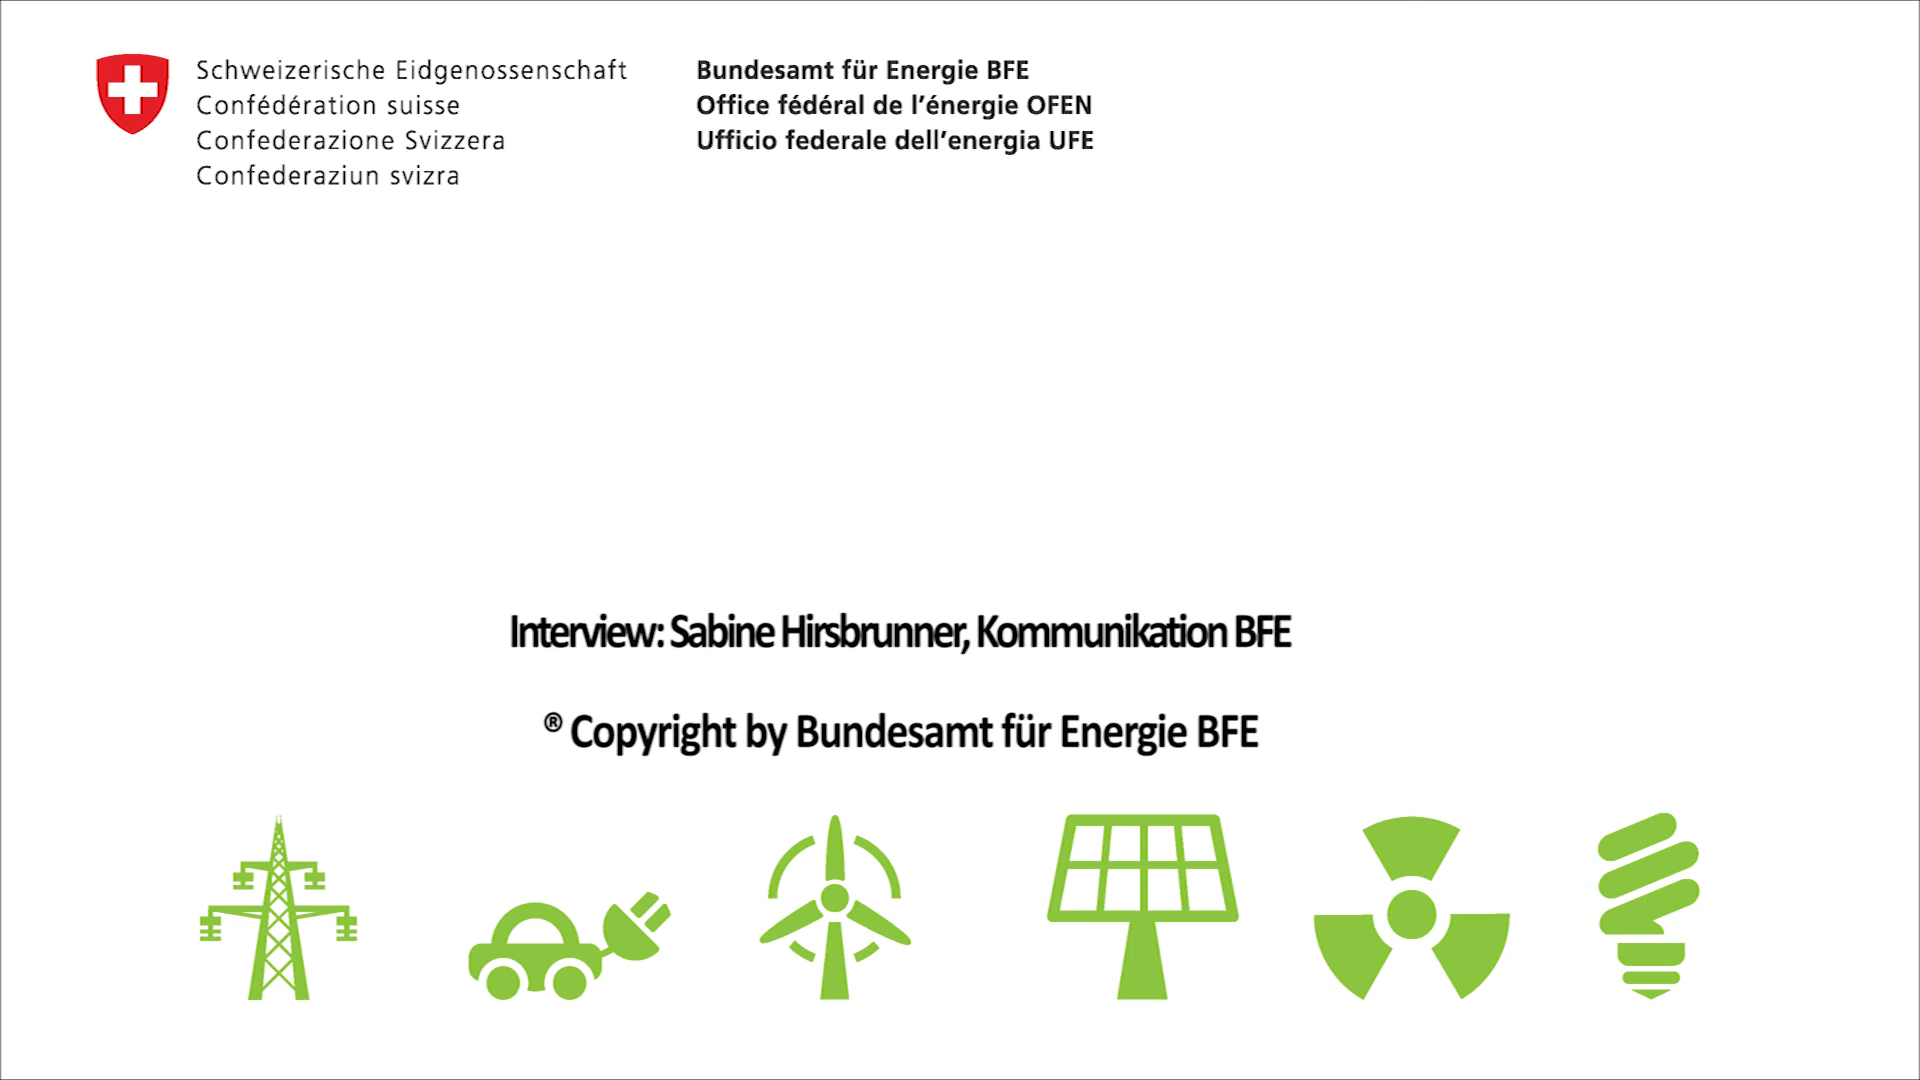 Schweizerische Eidgenossenschaft
Confédération suisse
Confederazione Svizzera
Confederaziun svizra
Bundesamt für Energie BFE
Office fédéral de l’énergie OFEN
Ufficio federale dell’energia UFE
Interview: Sabine Hirsbrunner, Kommunikation BFE
® Copyright by Bundesamt für Energie BFE